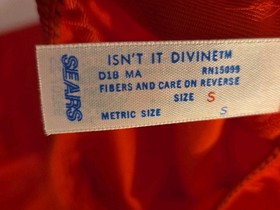 SEARS
ISN'T IT DIVINE™
D18 MA RN15099
FIBERS AND CARE ON REVERSE
SIZE S
METRIC SIZE S